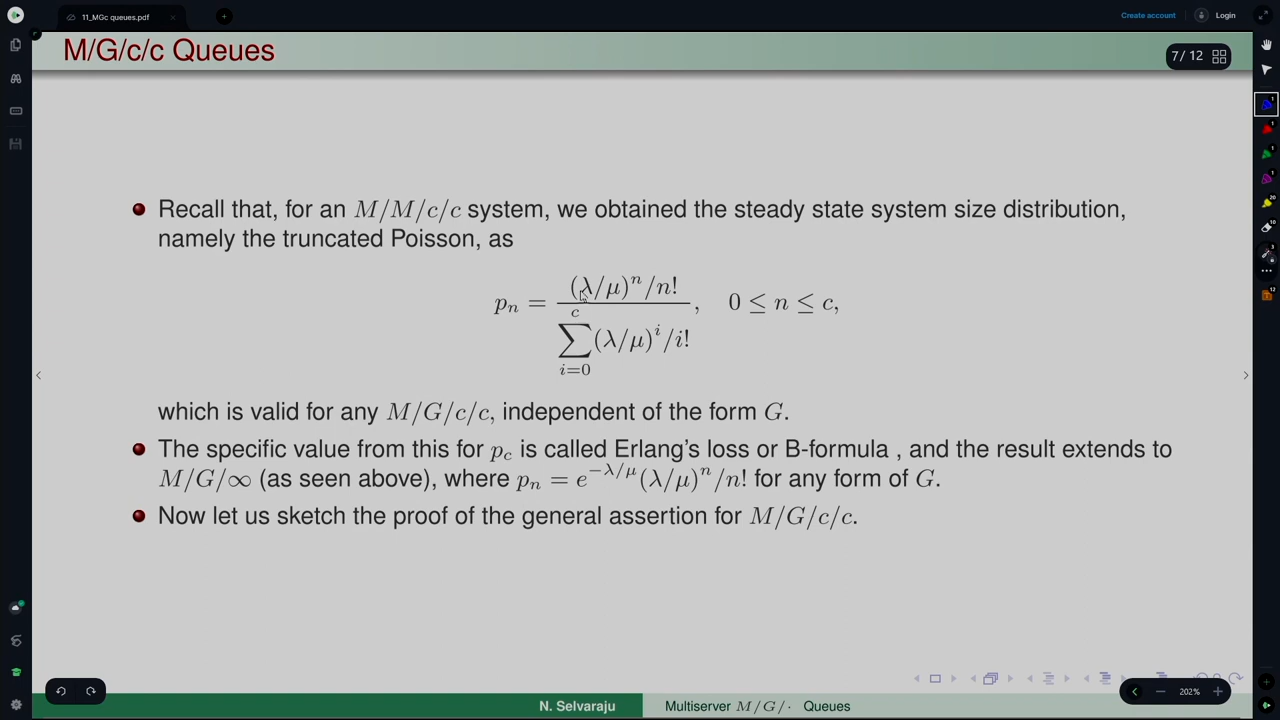 11_MGc queues.pdf
Create account
Login
M/G/c/c Queues
7/ 12
Recall that, for an M/M/c/c system, we obtained the steady state system size distribution,
namely the truncated Poisson, as
p_n = \frac{(λ/μ)^n/n!}{\sum_{i=0}^{c}(λ/μ)^i/i!}, 0 ≤ n ≤ c,
which is valid for any M/G/c/c, independent of the form G.
The specific value from this for p_c is called Erlang's loss or B-formula , and the result extends to
M/G/∞ (as seen above), where p_n = e^{−λ/μ}(λ/μ)^n/n! for any form of G.
Now let us sketch the proof of the general assertion for M/G/c/c.
202%
N. Selvaraju
Multiserver M/G/· Queues